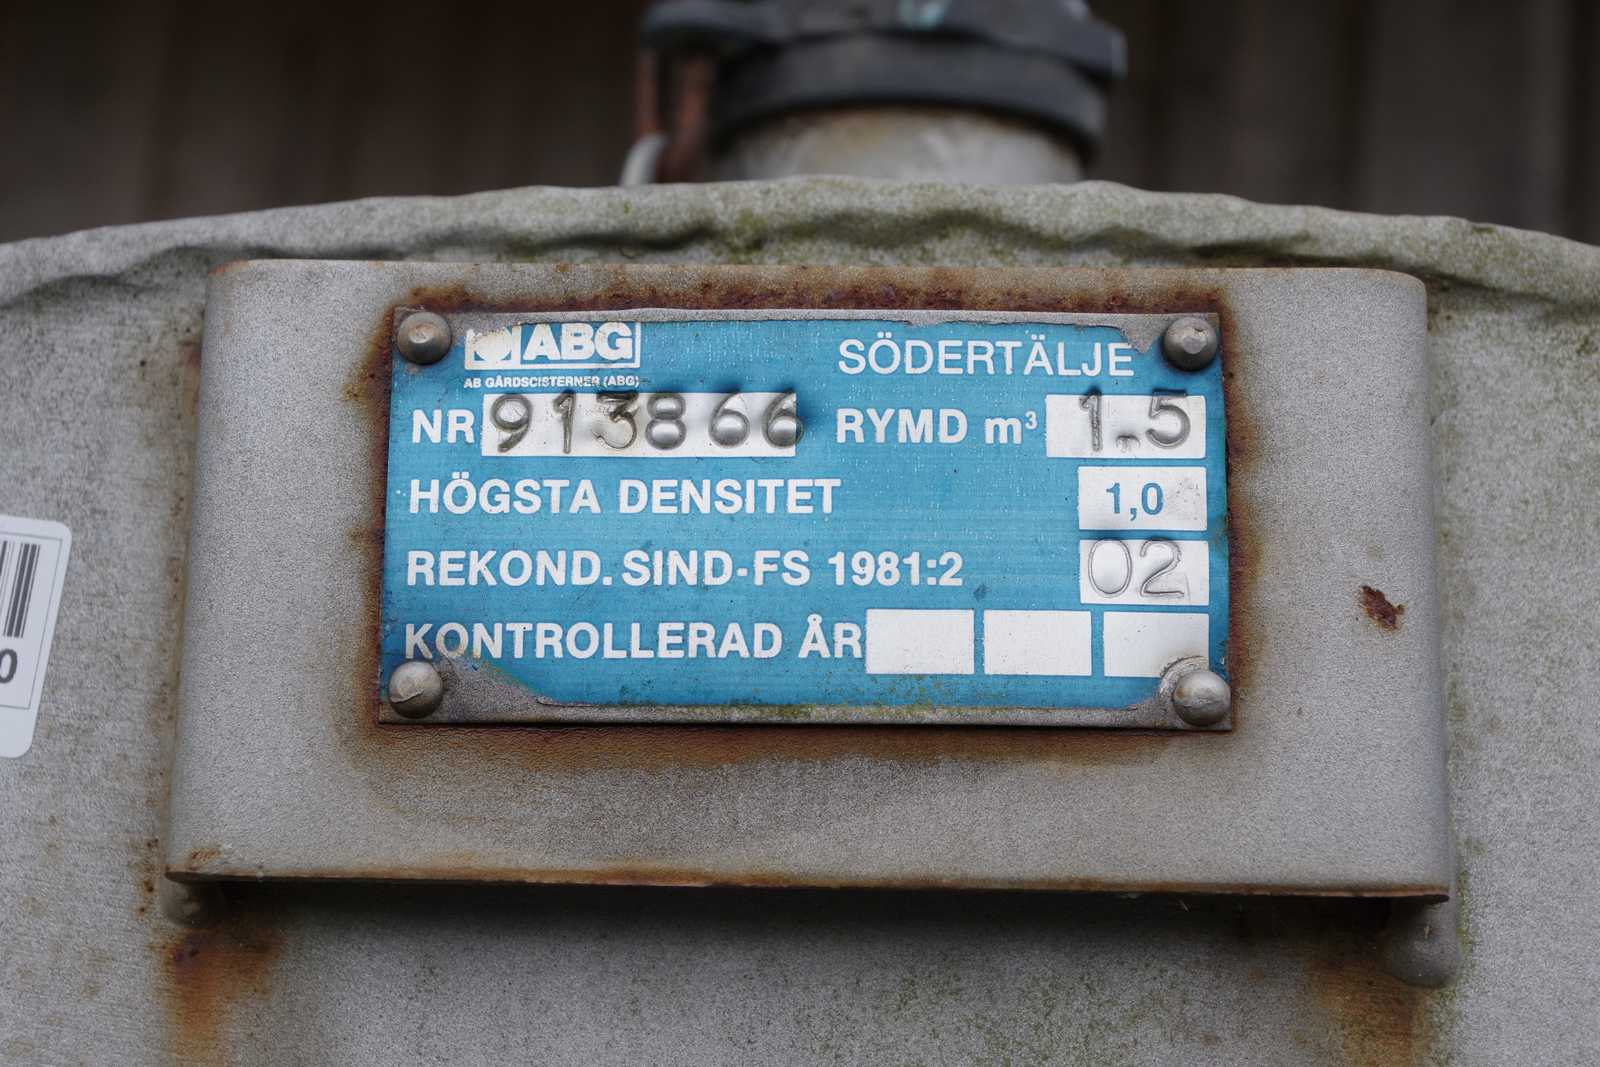 ABG
AB GÅRDSCISTERNER (ABG)
SÖDERTÄLJE
NR 913866 RYMD m³ 1.5
HÖGSTA DENSITET 1,0
REKOND. SIND-FS 1981:2 02
KONTROLLERAD ÅR
0